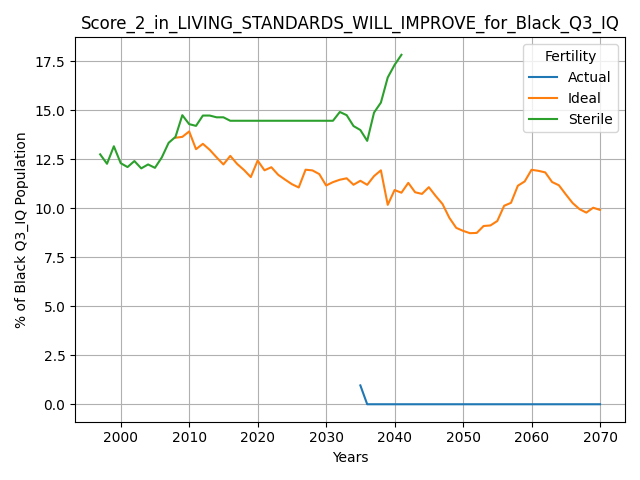 Score_2_in_LIVING_STANDARDS_WILL_IMPROVE_for_Black_Q3_IQ
Fertility
Actual
Ideal
Sterile
% of Black Q3_IQ Population
17.5
15.0
12.5
10.0
7.5
5.0
2.5
0.0
2000 2010 2020 2030 2040 2050 2060 2070
Years